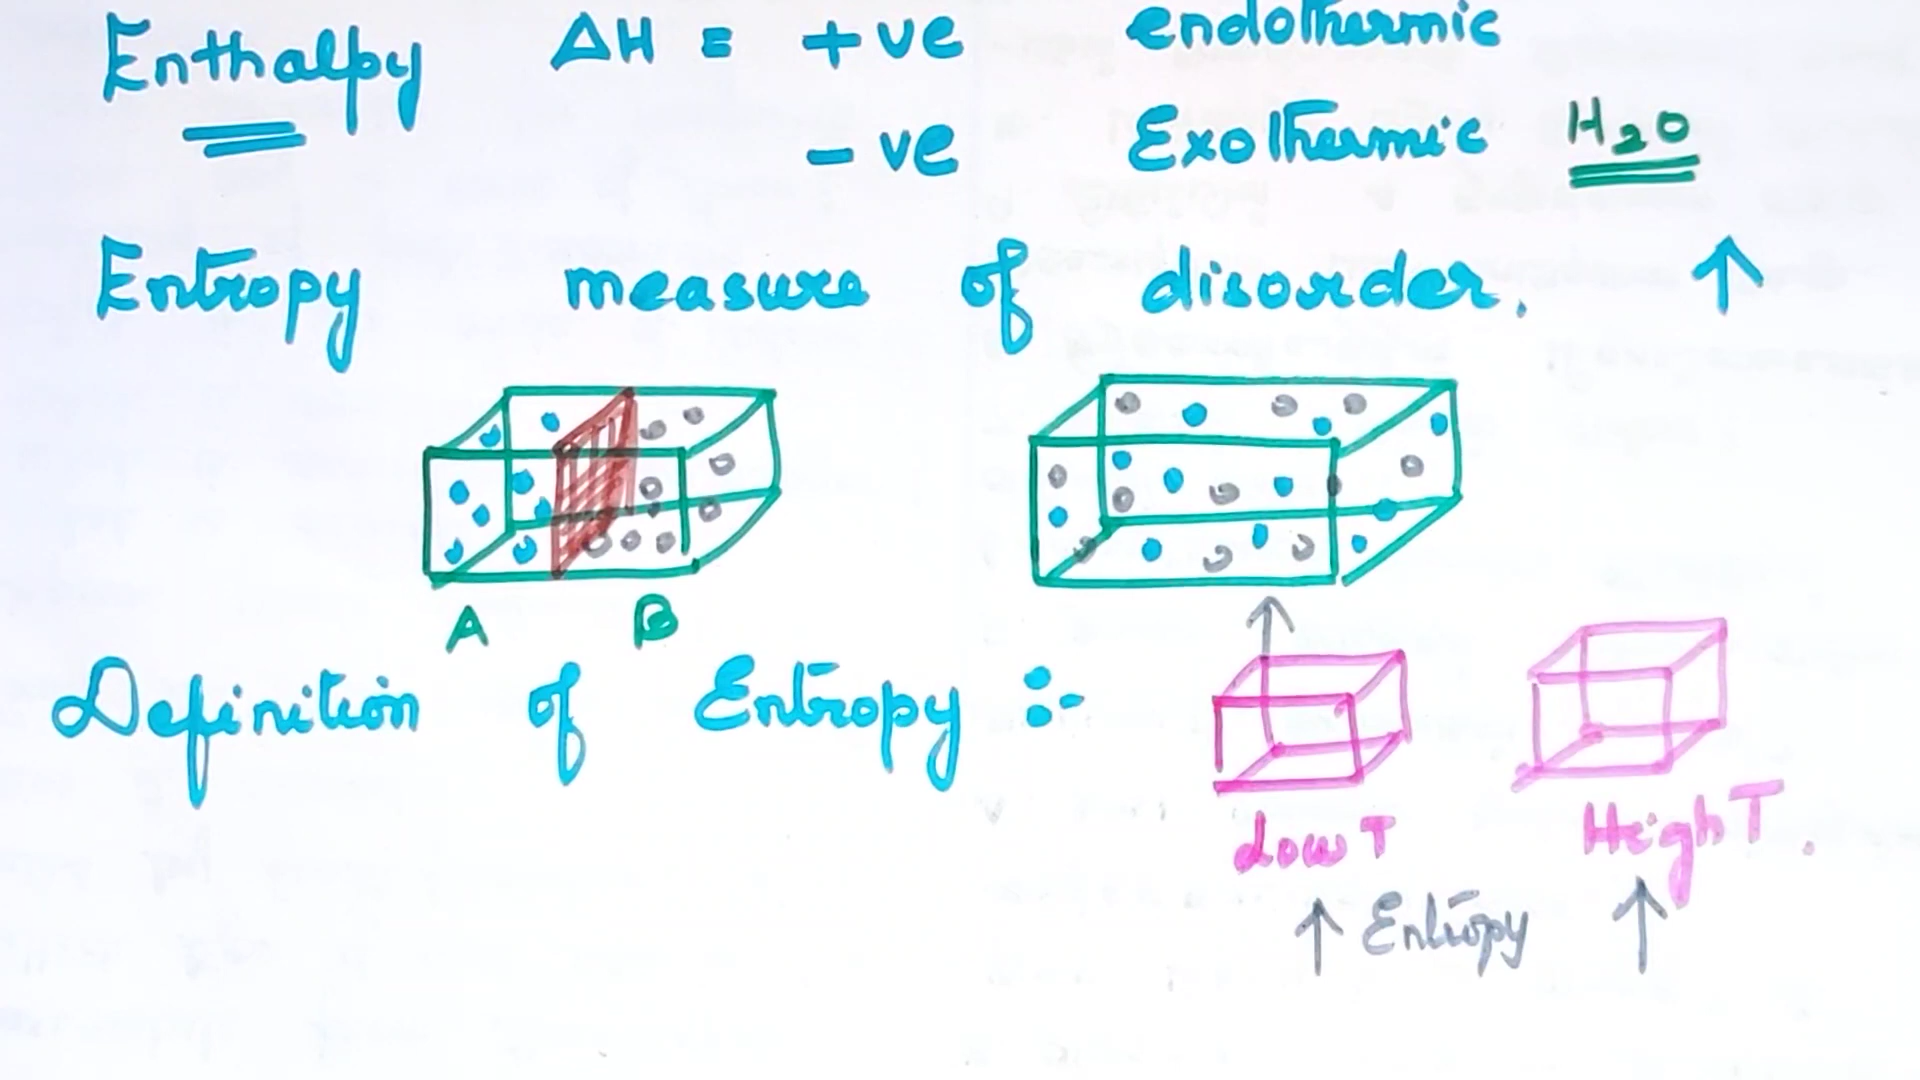 Enthalpy ΔH = +ve endothermic
-ve Exothermic H2O
Entropy measure of disorder. ↑
A B
Definition of Entropy :-
Low T High T.
↑ Entropy ↑